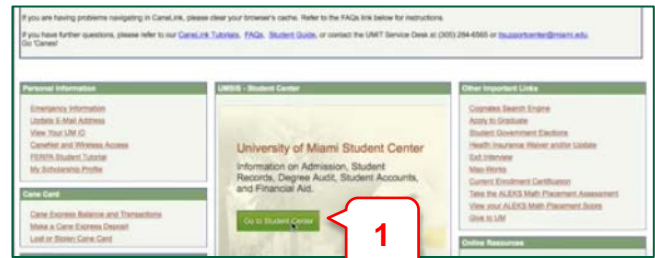 If you are having problems navigating in CaneLink, please clear your browser's cache. Refer to the FAQs link below for instructions.
If you have further questions, please refer to our CaneLink Tutorials, FAQs, Student Guide, or contact the UMIT Service Desk at (305) 284-6565 or itsupportcenter@miami.edu.
Go 'Canes!
Personal Information
Emergency Information
Update E-Mail Address
View Your UM ID
CaneNet and Wireless Access
FERPA Student Tutorial
My Scholarship Profile
Cane Card
Cane Express Balance and Transactions
Make a Cane Express Deposit
Lost or Stolen Cane Card
UMSIS - Student Center
University of Miami Student Center
Information on Admission, Student
Records, Degree Audit, Student Accounts,
and Financial Aid.
Go to Student Center
1
Other Important Links
Cognates Search Engine
Apply to Graduate
Student Government Elections
Health Insurance Waiver and/or Update
Exit Interview
Map-Works
Current Enrollment Certification
Take the ALEKS Math Placement Assessment
View your ALEKS Math Placement Score
Give to UM
Online Resources